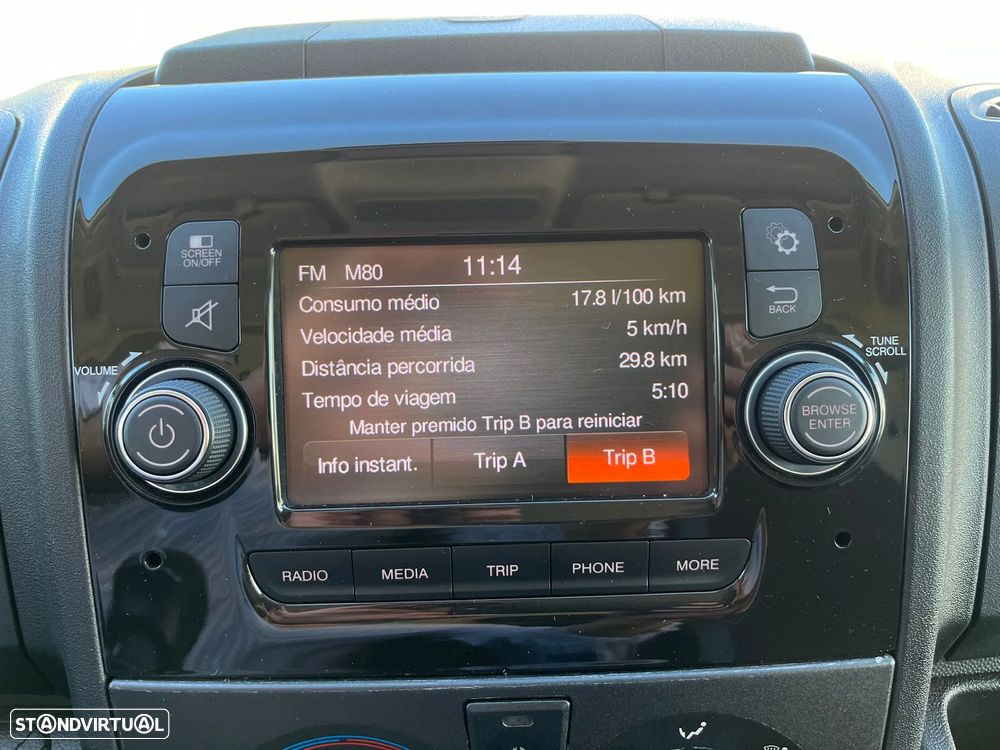 SCREEN
ON/OFF
BACK
VOLUME
TUNE
SCROLL
FM M80 11:14
Consumo médio 17.8 l/100 km
Velocidade média 5 km/h
Distância percorrida 29.8 km
Tempo de viagem 5:10
Manter premido Trip B para reiniciar
Info instant. Trip A Trip B
BROWSE
ENTER
RADIO MEDIA TRIP PHONE MORE
STANDVIRTUAL